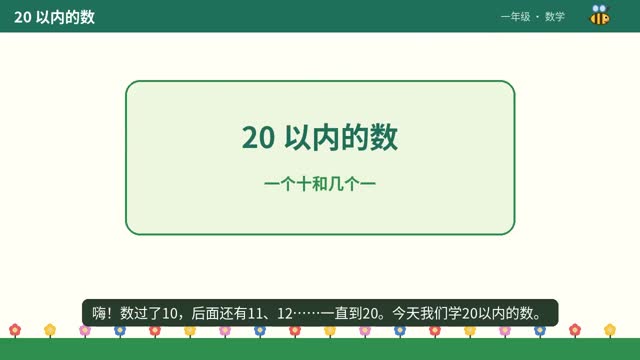 20 以内的数
一年级 · 数学
20 以内的数
一个十和几个一
嗨！数过了10，后面还有11、12……一直到20。今天我们学20以内的数。